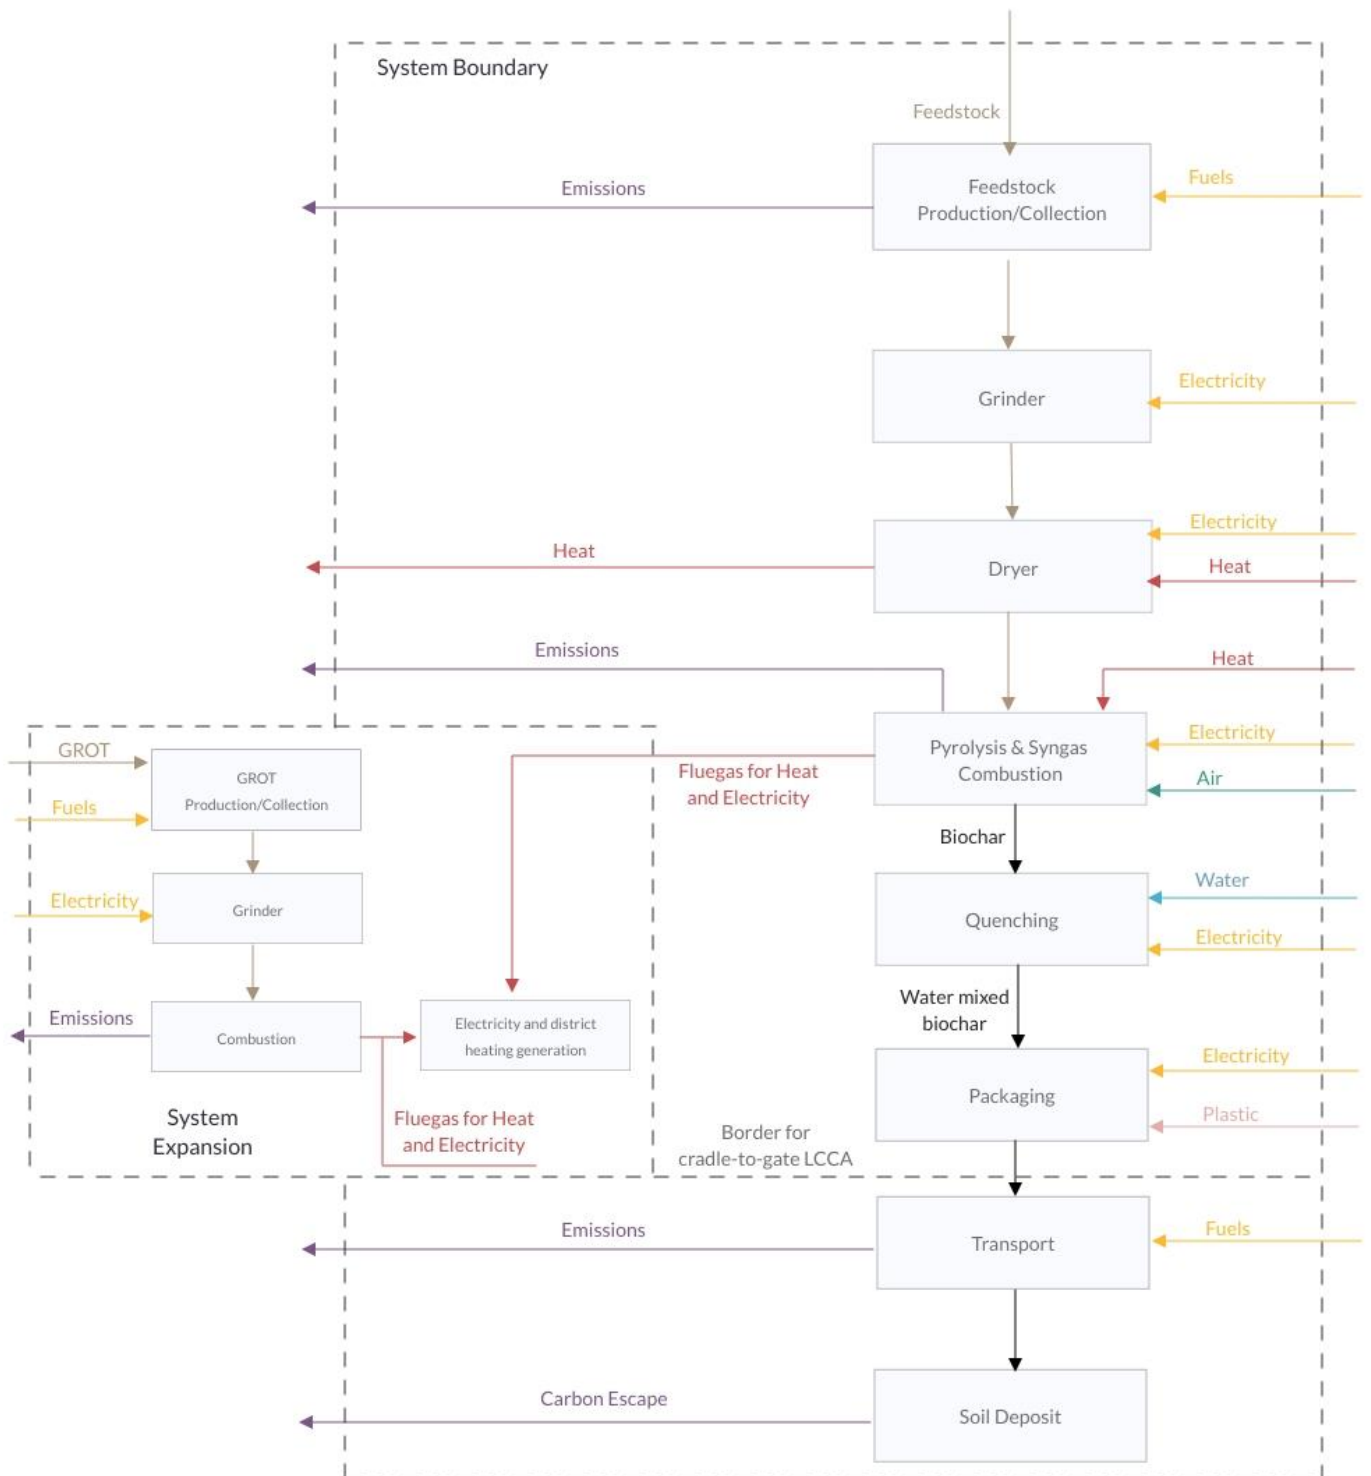 System Boundary
Feedstock
Feedstock
Production/Collection
Emissions
Fuels
Grinder
Electricity
Electricity
Heat
Heat
Dryer
Emissions
Heat
Pyrolysis & Syngas
Combustion
Electricity
Air
Fluegas for Heat
and Electricity
GROT
GROT
Production/Collection
Fuels
Biochar
Electricity
Grinder
Water
Quenching
Electricity
Emissions
Combustion
Electricity and district
heating generation
Water mixed
biochar
Electricity
Packaging
Plastic
System
Expansion
Fluegas for Heat
and Electricity
Border for
cradle-to-gate LCCA
Emissions
Transport
Fuels
Carbon Escape
Soil Deposit